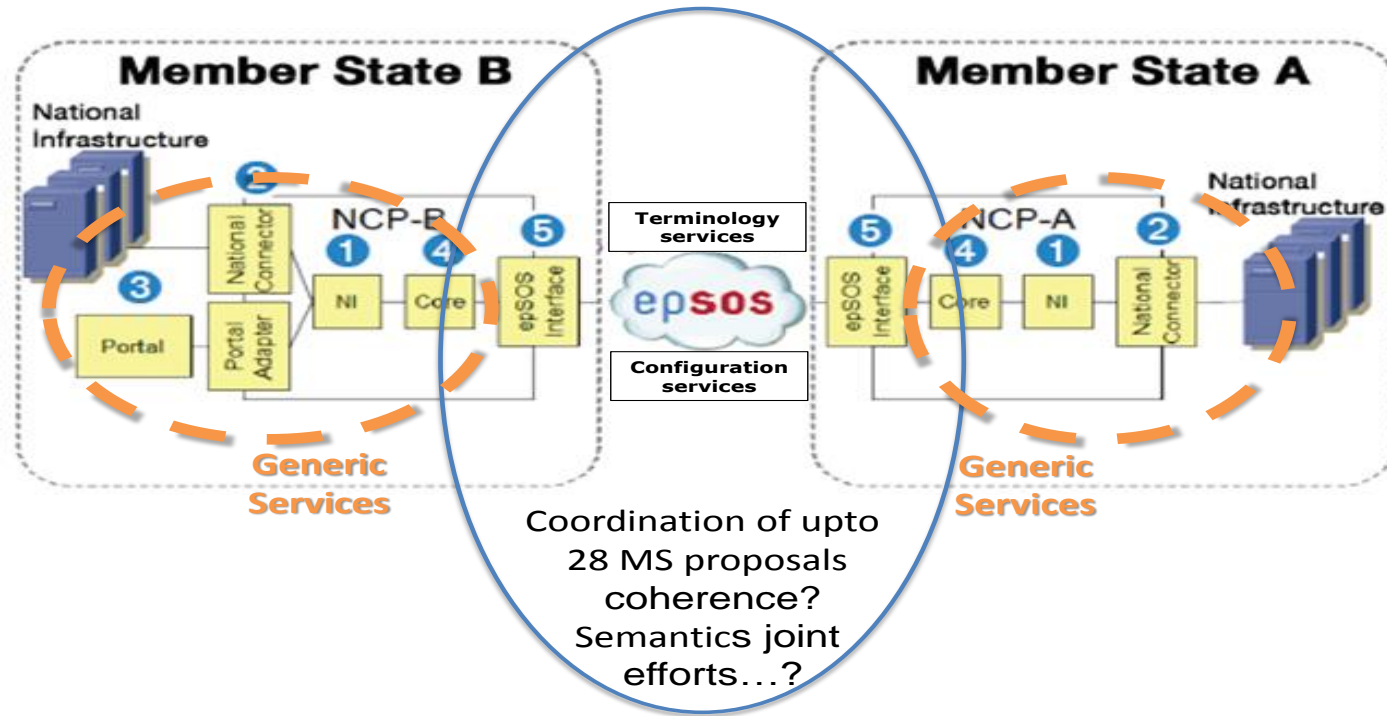 Member State B
National
Infrastructure
2
NCP-B
National
Connector
1
4
5
3
NI
Core
epSOS
Interface
Portal
Portal
Adapter
Generic
Services
Terminology
services
epsos
Configuration
services
Member State A
National
Infrastructure
NCP-A
5
4
1
2
epSOS
Interface
Core
NI
National
Connector
Generic
Services
Coordination of upto
28 MS proposals
coherence?
Semantics joint
efforts...?